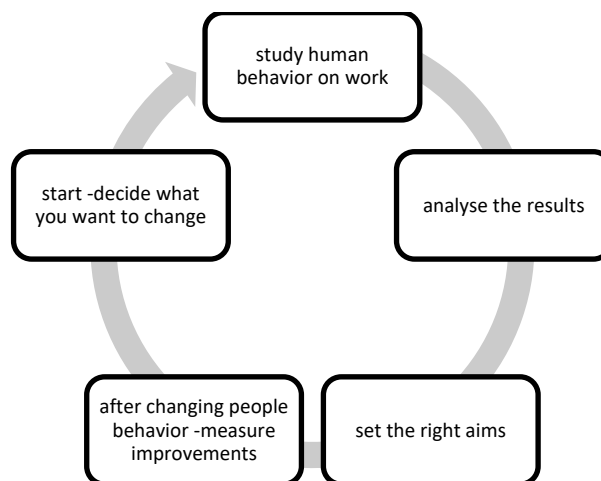 study human
behavior on work
analyse the results
set the right aims
after changing people
behavior -measure
improvements
start -decide what
you want to change